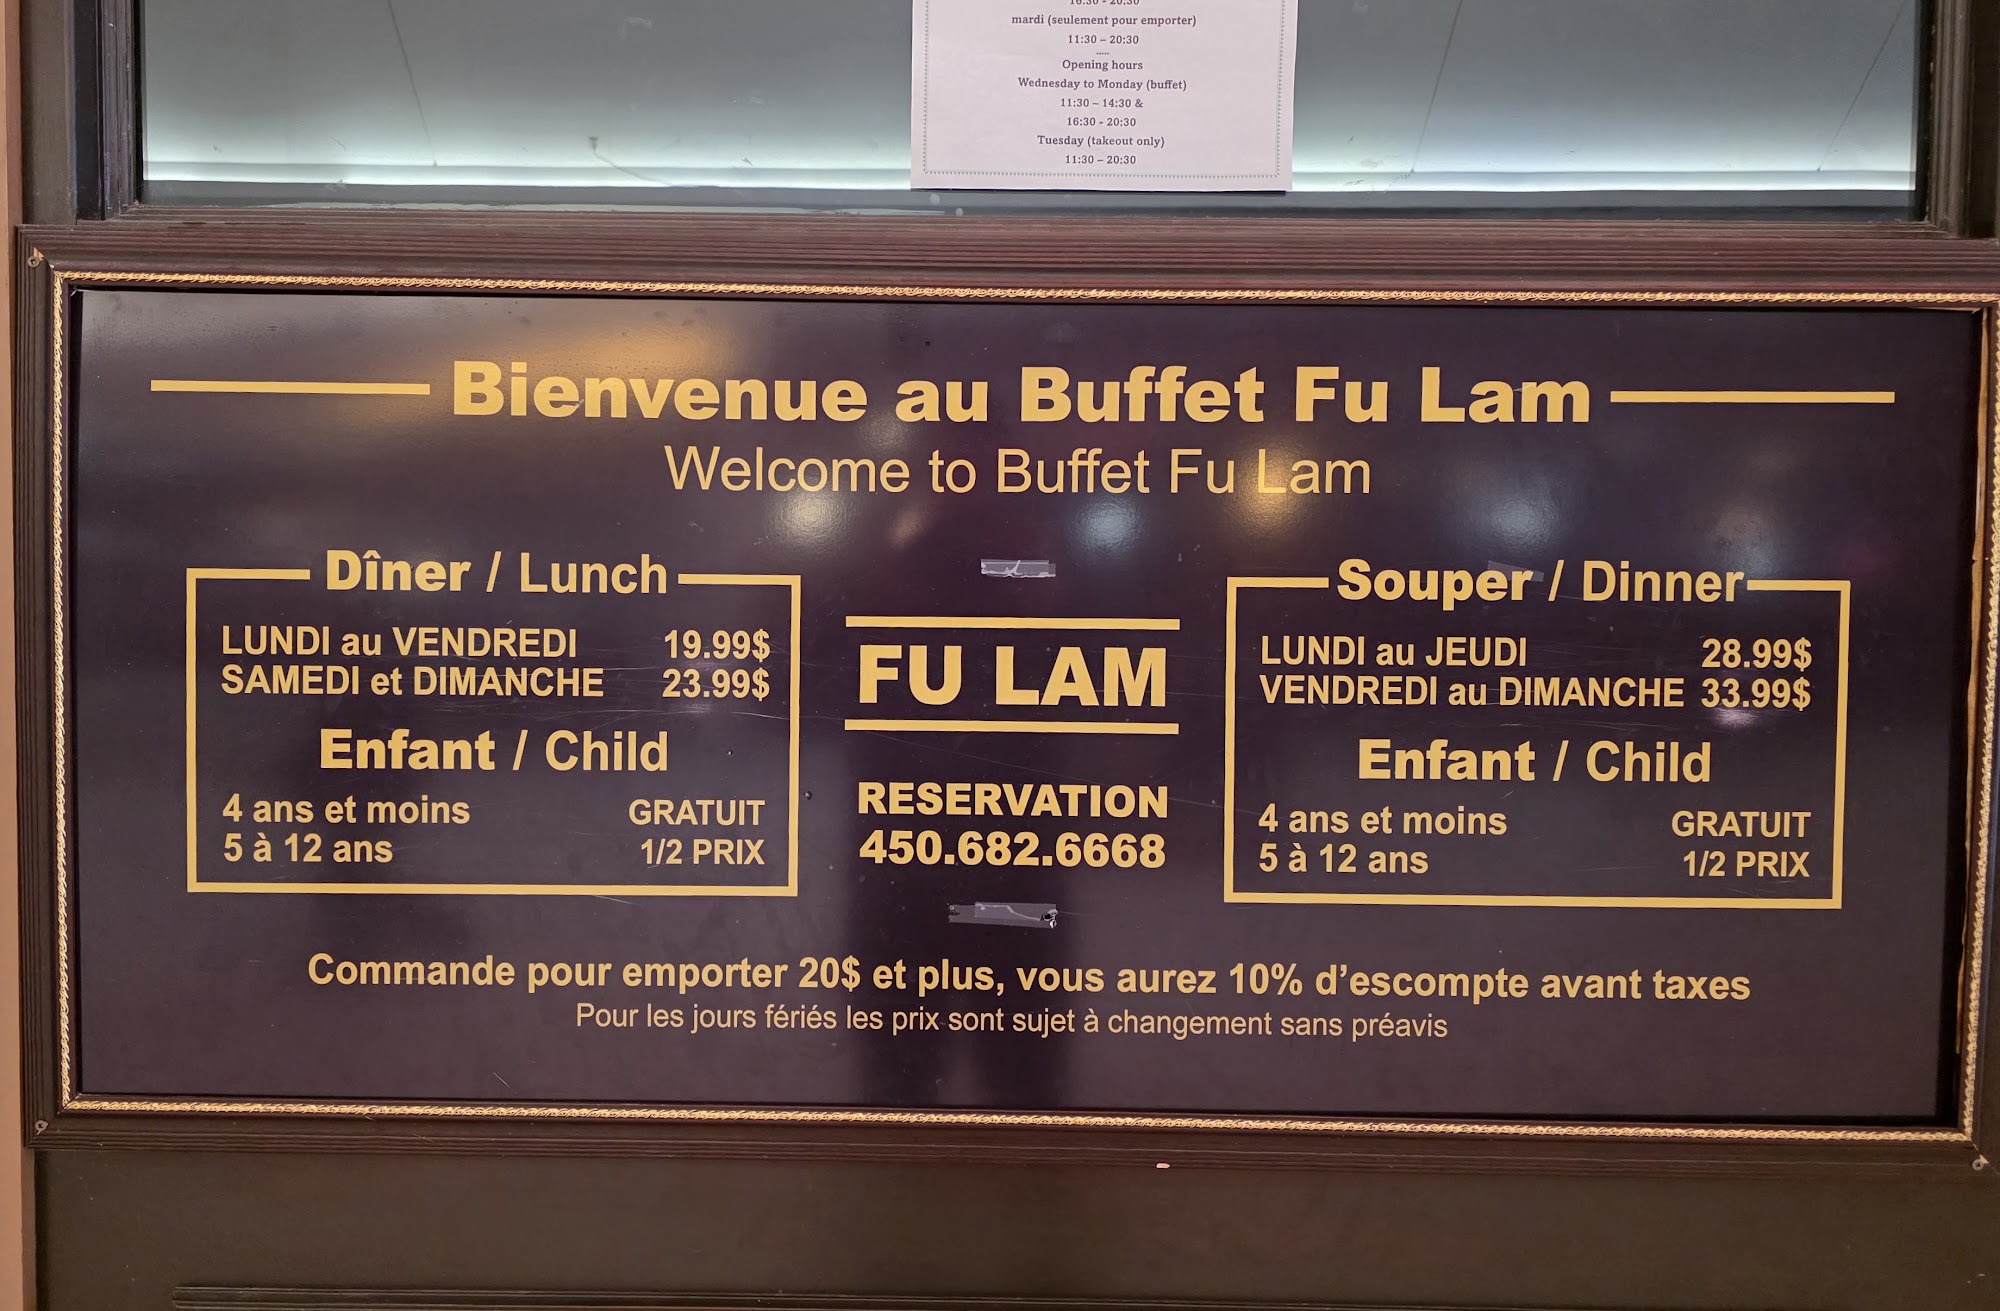 16:30 - 20:30
mardi (seulement pour emporter)
11:30 – 20:30
.....
Opening hours
Wednesday to Monday (buffet)
11:30 – 14:30 &
16:30 - 20:30
Tuesday (takeout only)
11:30 – 20:30
Bienvenue au Buffet Fu Lam
Welcome to Buffet Fu Lam
Dîner / Lunch
LUNDI au VENDREDI 19.99$
SAMEDI et DIMANCHE 23.99$
Enfant / Child
4 ans et moins GRATUIT
5 à 12 ans 1/2 PRIX
FU LAM
RESERVATION
450.682.6668
Souper / Dinner
LUNDI au JEUDI 28.99$
VENDREDI au DIMANCHE 33.99$
Enfant / Child
4 ans et moins GRATUIT
5 à 12 ans 1/2 PRIX
Commande pour emporter 20$ et plus, vous aurez 10% d’escompte avant taxes
Pour les jours fériés les prix sont sujet à changement sans préavis